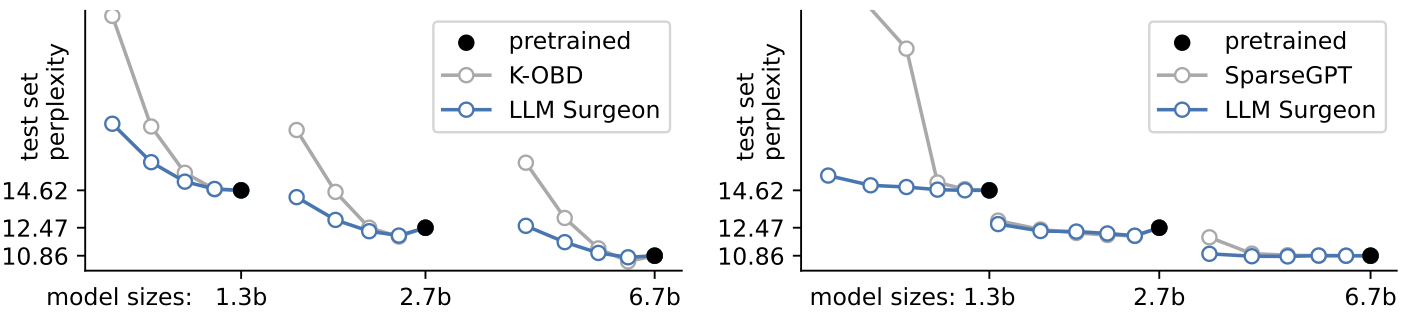 test set
perplexity
14.62
12.47
10.86
pretrained
K-OBD
LLM Surgeon
model sizes: 1.3b 2.7b 6.7b
test set
perplexity
14.62
12.47
10.86
pretrained
SparseGPT
LLM Surgeon
model sizes: 1.3b 2.7b 6.7b